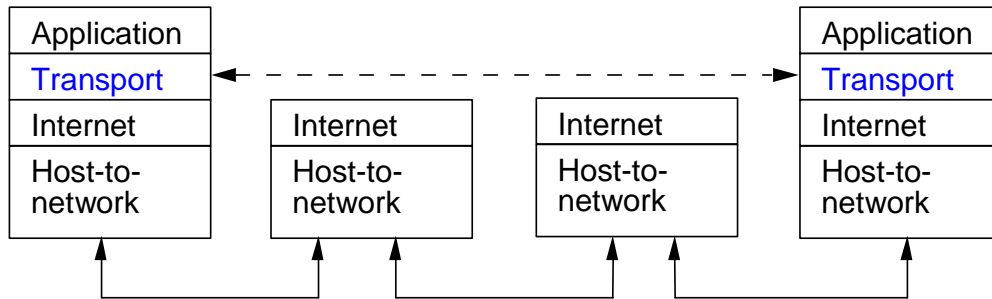 Application
Transport
Internet
Host-to-
network
Internet
Host-to-
network
Internet
Host-to-
network
Application
Transport
Internet
Host-to-
network